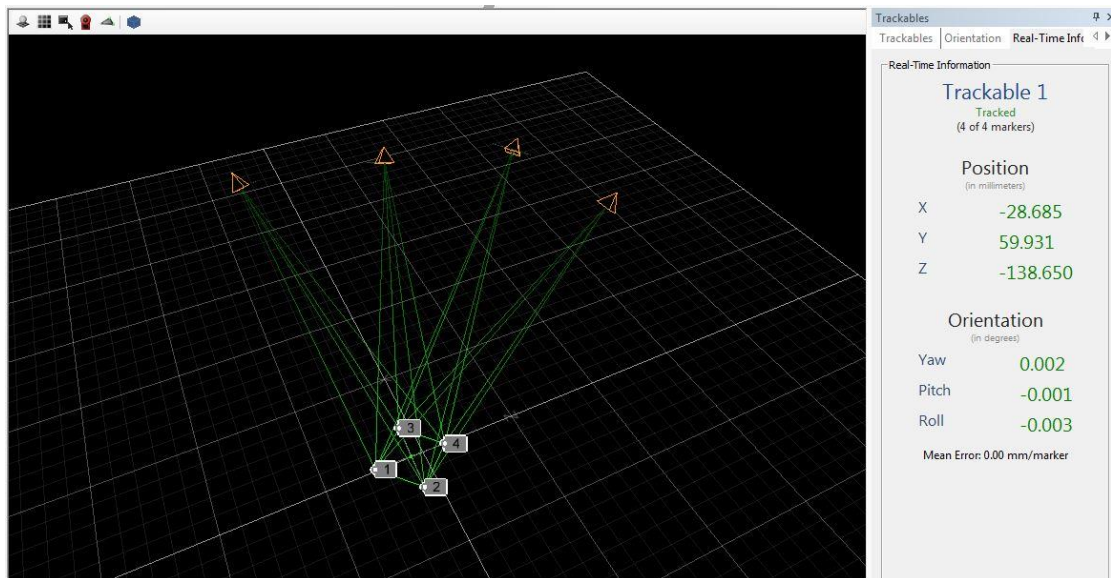 Trackables
Trackables Orientation Real-Time Info
Real-Time Information
Trackable 1
Tracked
(4 of 4 markers)
Position
(in millimeters)
X -28.685
Y 59.931
Z -138.650
Orientation
(in degrees)
Yaw 0.002
Pitch -0.001
Roll -0.003
Mean Error: 0.00 mm/marker
3
4
1
2